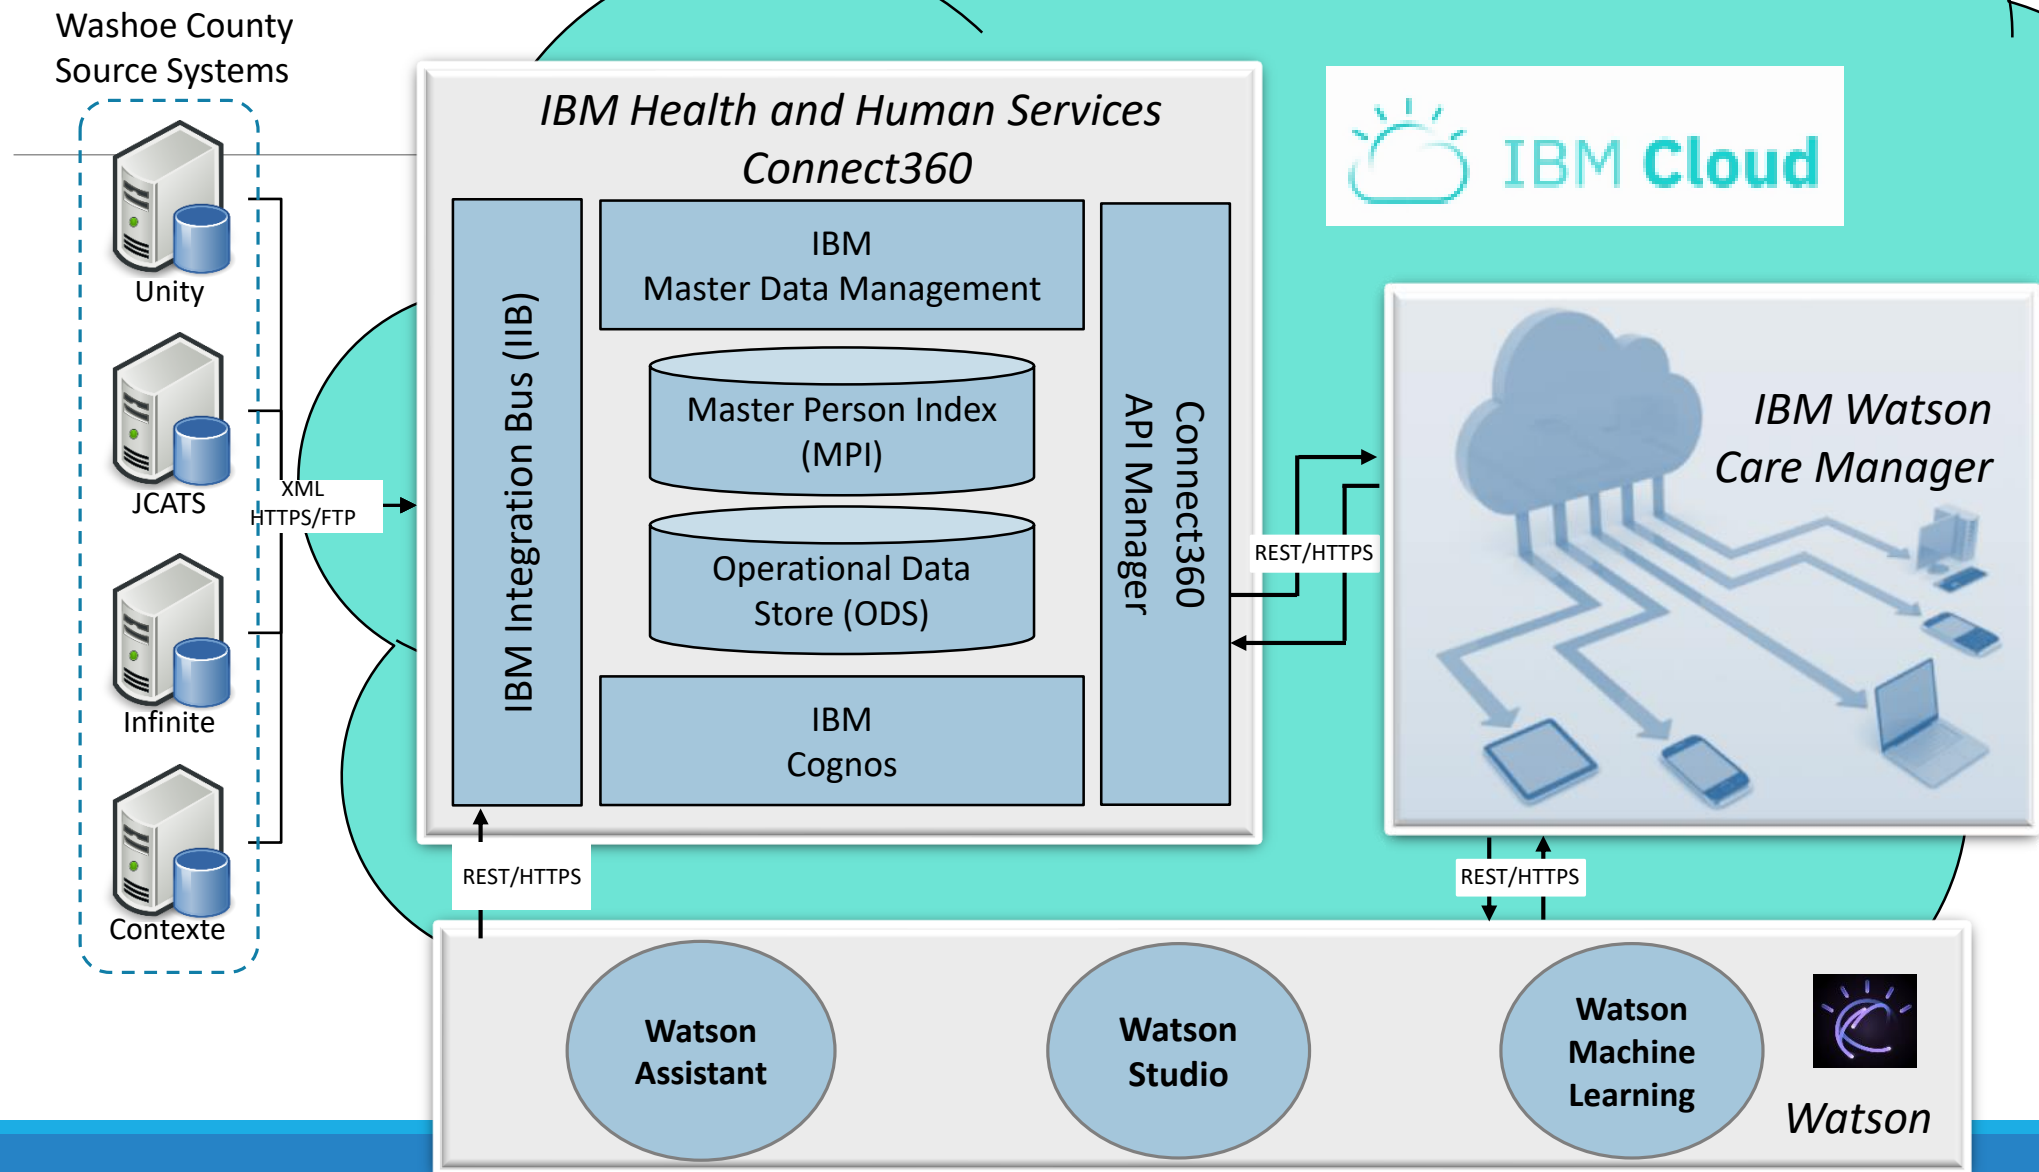 Washoe County
Source Systems
Unity
JCATS
Infinite
Contexte
XML
HTTPS/FTP
IBM Health and Human Services
Connect360
IBM Integration Bus (IIB)
IBM
Master Data Management
Master Person Index
(MPI)
Operational Data
Store (ODS)
IBM
Cognos
Connect360
API Manager
REST/HTTPS
IBM Cloud
IBM Watson
Care Manager
REST/HTTPS
REST/HTTPS
Watson
Assistant
Watson
Studio
Watson
Machine
Learning
Watson